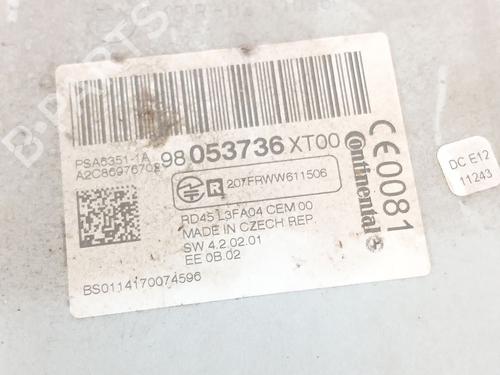 B-PARTS
PSA6351-1A 98 053736 XT00
A2C86976702
R 207FRWW611506
RD45 L3FA04 CEM 00
MADE IN CZECH REP.
SW 4.2.02.01
EE 0B.02
BS0114170074596
CE0081
Continental
DC E12
11243